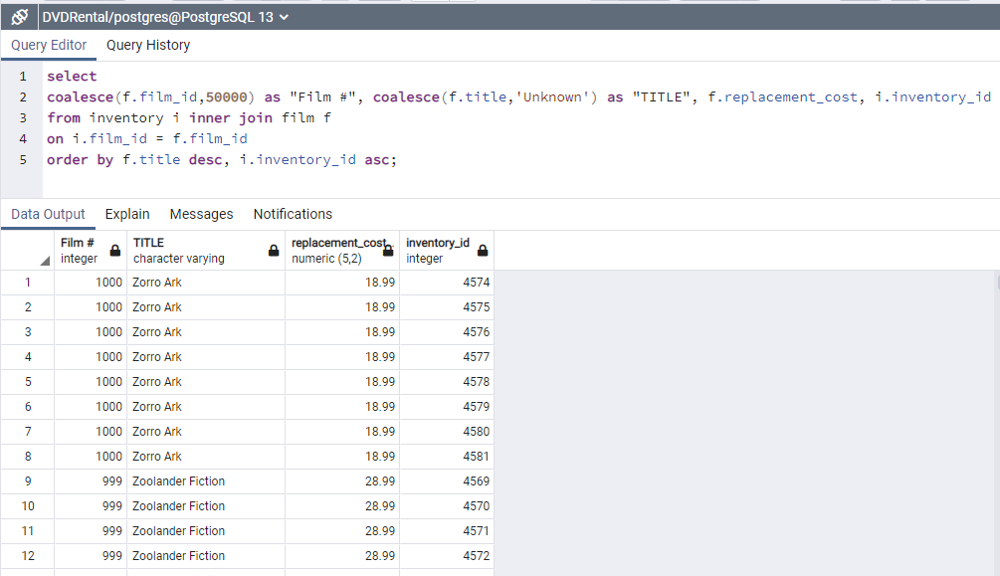 DVDRental/postgres@PostgreSQL 13
Query Editor Query History
1 select
2 coalesce(f.film_id,50000) as "Film #", coalesce(f.title,'Unknown') as "TITLE", f.replacement_cost, i.inventory_id
3 from inventory i inner join film f
4 on i.film_id = f.film_id
5 order by f.title desc, i.inventory_id asc;
Data Output Explain Messages Notifications
Film # TITLE replacement_cost inventory_id
integer character varying numeric (5,2) integer
1 1000 Zorro Ark 18.99 4574
2 1000 Zorro Ark 18.99 4575
3 1000 Zorro Ark 18.99 4576
4 1000 Zorro Ark 18.99 4577
5 1000 Zorro Ark 18.99 4578
6 1000 Zorro Ark 18.99 4579
7 1000 Zorro Ark 18.99 4580
8 1000 Zorro Ark 18.99 4581
9 999 Zoolander Fiction 28.99 4569
10 999 Zoolander Fiction 28.99 4570
11 999 Zoolander Fiction 28.99 4571
12 999 Zoolander Fiction 28.99 4572